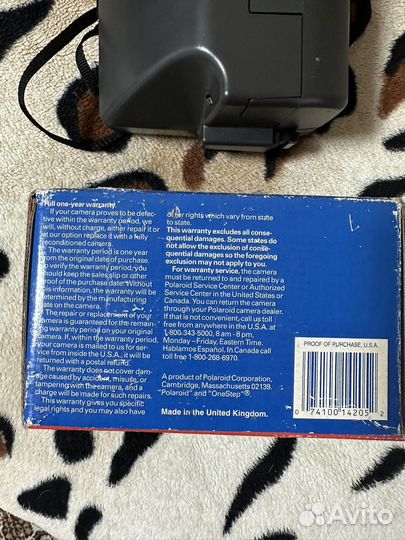 Full one-year warranty
If your camera proves to be defec-
tive within the warranty period, we
will, without charge, either repair it or
at our option replace it with a fully
reconditioned camera.
The warranty period is one year
from the original date of purchase.
To verify the warranty period, you
should keep the sales slip or other
proof of the purchase date. Without
this information, the warranty period
will be determined by the manufacturing
date on the camera.
The repair or replacement of your
camera is guaranteed for the remain-
ing warranty period on your original
camera. If, within the warranty period,
your camera is mailed to us for ser-
vice from inside the U.S.A., it will be
returned with a postal refund.
The warranty does not cover dam-
age caused by accident, misuse, or
tampering with the camera, and a
charge will be made for such repairs.
This warranty gives you specific
legal rights and you may also have
other rights which vary from state
to state.
This warranty excludes all conse-
quential damages. Some states do
not allow the exclusion of conse-
quential damages so the foregoing
exclusion may not apply to you.
For warranty service, the camera
must be returned to and repaired by a
Polaroid Service Center or Authorized
Service Center in the United States or
Canada. You can return the camera
through your Polaroid camera dealer.
If that is not convenient, call us toll
free from anywhere in the U.S.A. at
1-800-343-5000, 8 am - 8 pm,
Monday – Friday, Eastern Time.
Hablamos Español. In Canada call
toll free 1-800-268-6970.
A product of Polaroid Corporation,
Cambridge, Massachusetts 02139.
"Polaroid" and "OneStep"®.
Made in the United Kingdom.
PROOF OF PURCHASE, U.S.A.
0 74100 14205 2
Avito